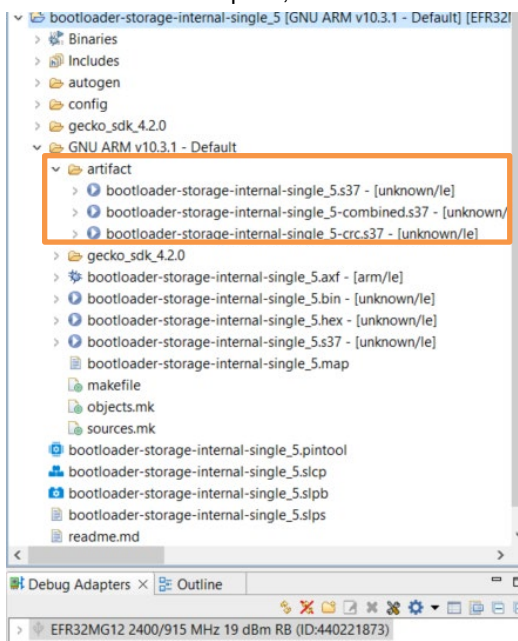 bootloader-storage-internal-single_5 [GNU ARM v10.3.1 - Default] [EFR32
Binaries
Includes
autogen
config
gecko_sdk_4.2.0
GNU ARM v10.3.1 - Default
artifact
bootloader-storage-internal-single_5.s37 - [unknown/le]
bootloader-storage-internal-single_5-combined.s37 - [unknown/
bootloader-storage-internal-single_5-crc.s37 - [unknown/le]
gecko_sdk_4.2.0
bootloader-storage-internal-single_5.axf - [arm/le]
bootloader-storage-internal-single_5.bin - [unknown/le]
bootloader-storage-internal-single_5.hex - [unknown/le]
bootloader-storage-internal-single_5.s37 - [unknown/le]
bootloader-storage-internal-single_5.map
makefile
objects.mk
sources.mk
bootloader-storage-internal-single_5.pintool
bootloader-storage-internal-single_5.slcp
bootloader-storage-internal-single_5.slpb
bootloader-storage-internal-single_5.slps
readme.md
Debug Adapters Outline
EFR32MG12 2400/915 MHz 19 dBm RB (ID:440221873)